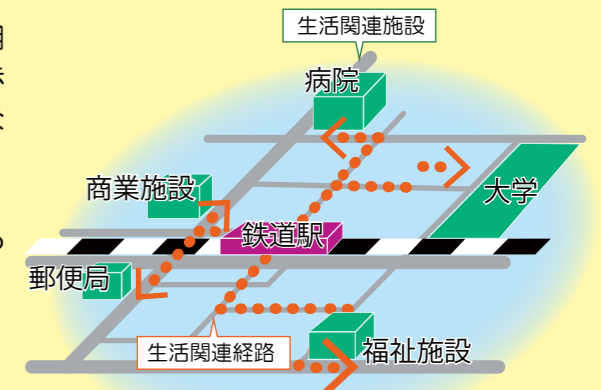 生活関連施設
病院
商業施設
大学
鉄道駅
郵便局
生活関連経路
福祉施設